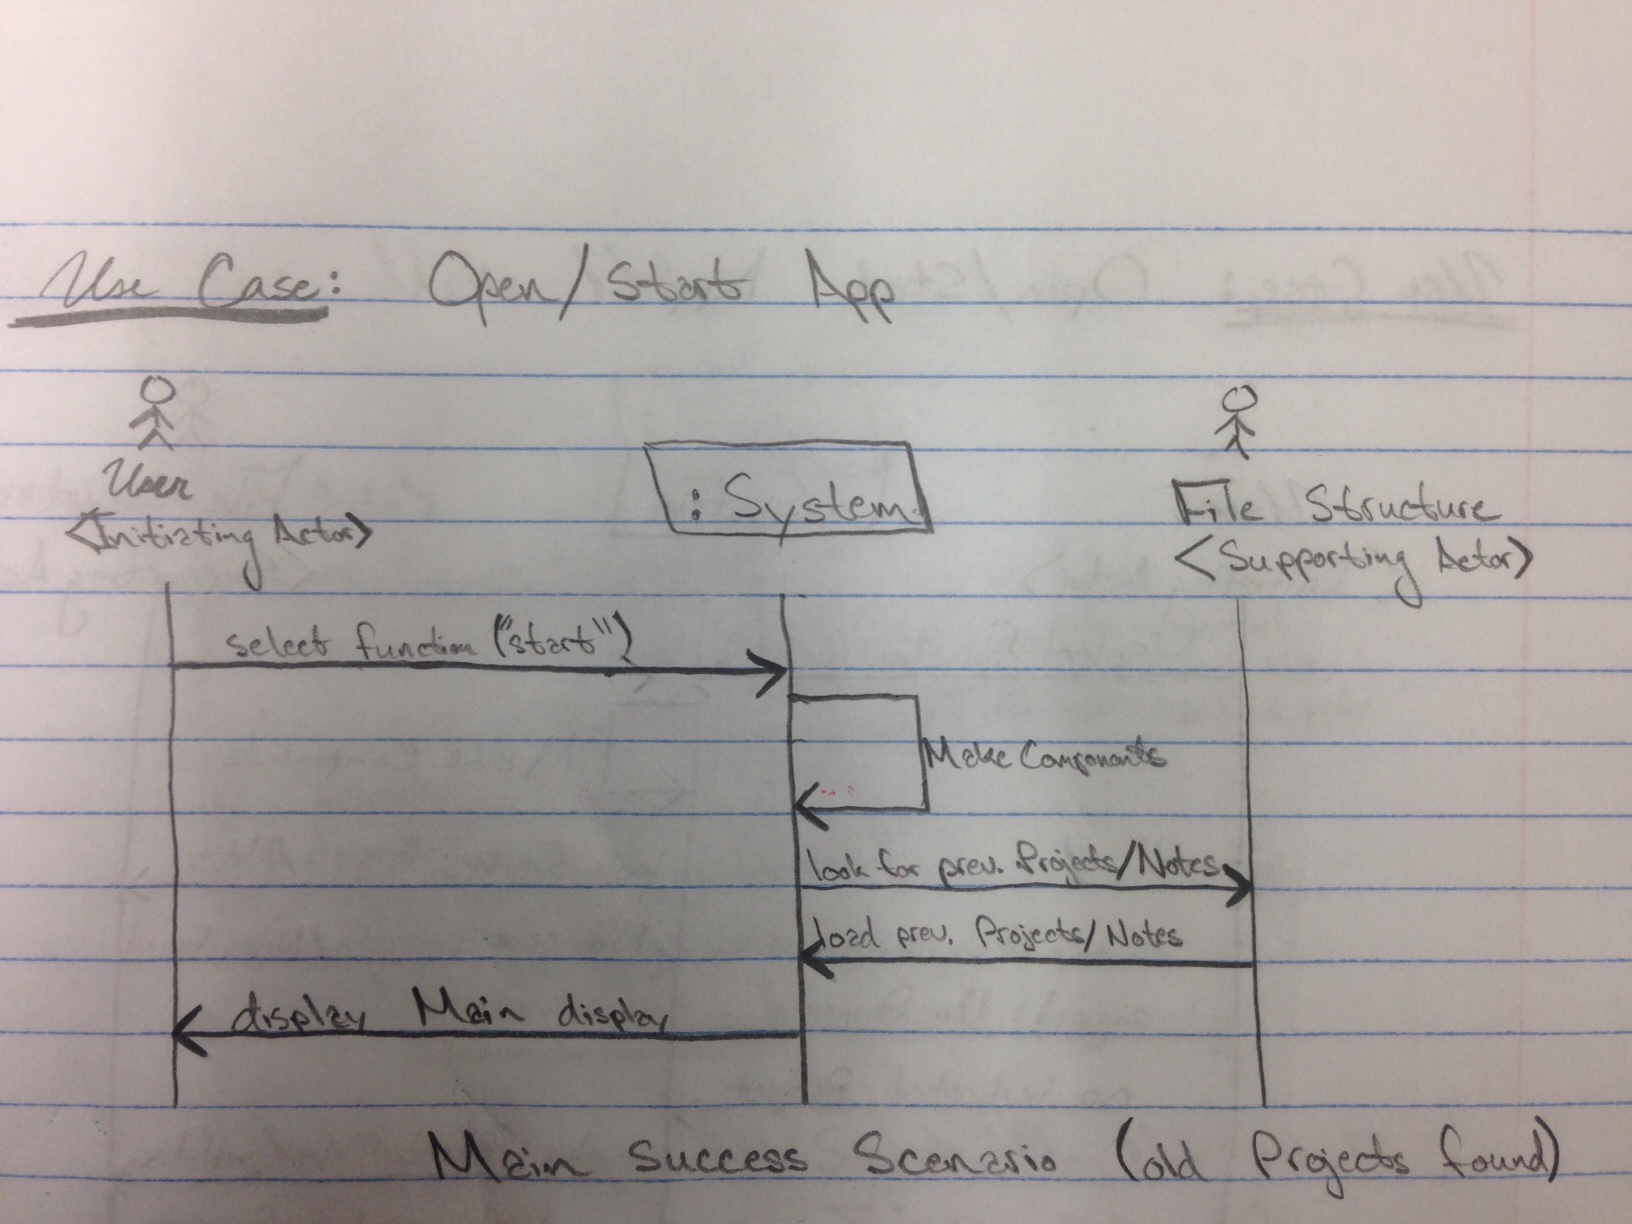 Use Case: Open/Start App
User
<Initiating Actor>
: System
File Structure
<Supporting Actor>
select function ("start")
Make Components
look for prev. Projects/Notes
load prev. Projects/Notes
display Main display
Main Success Scenario (old Projects found)